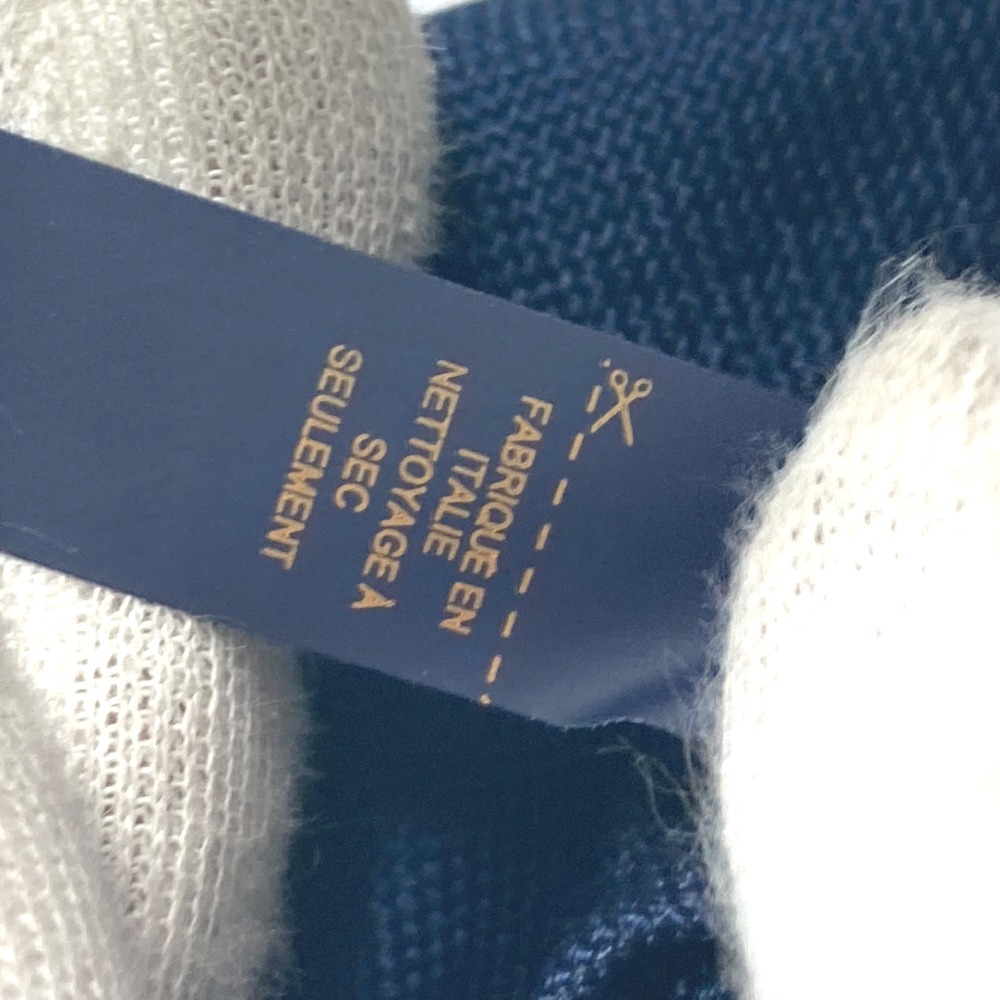 FABRIQUE EN
ITALIE
NETTOYAGE A
SEC
SEULEMENT